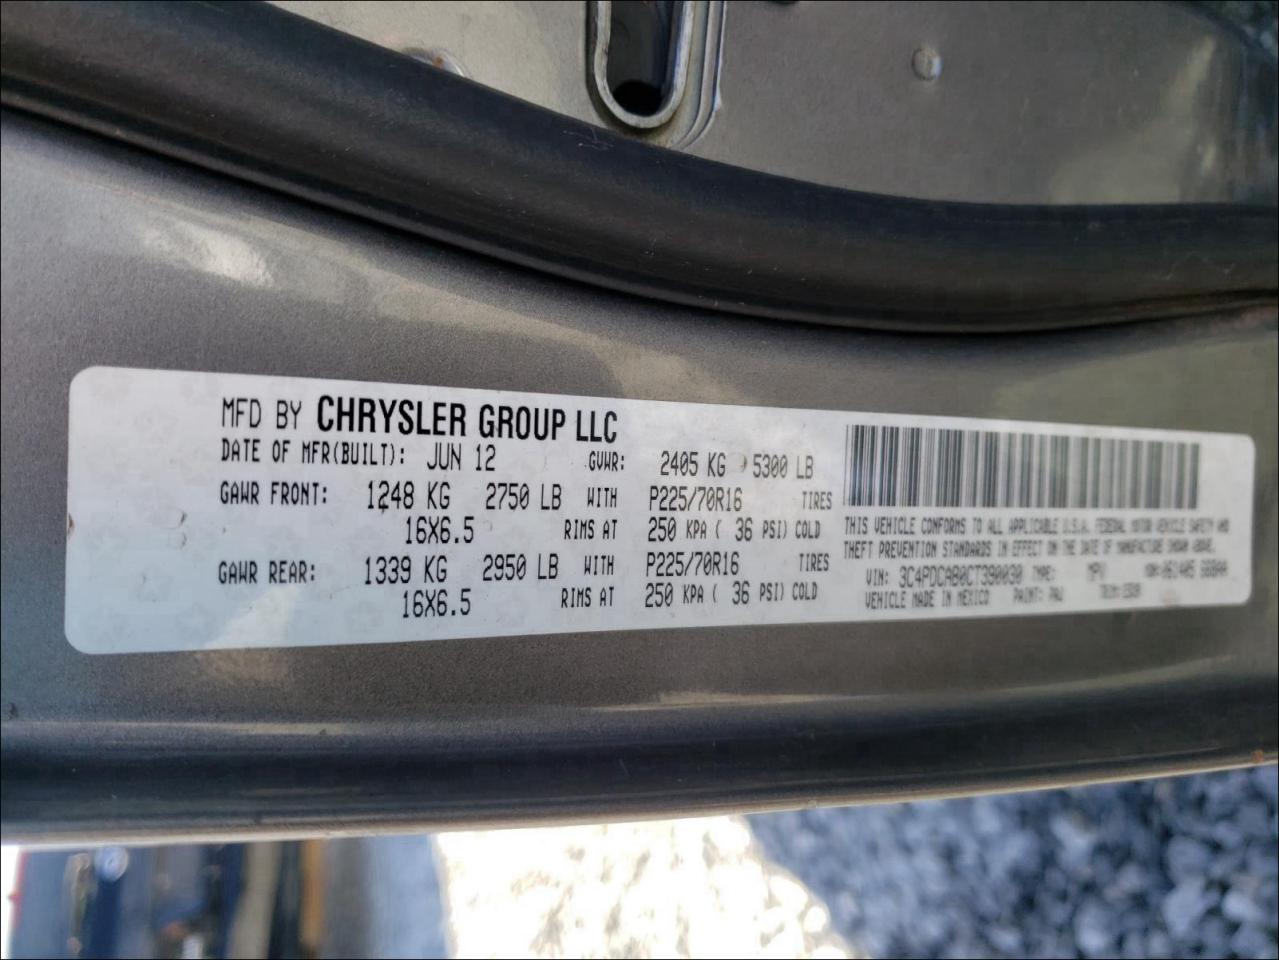 MFD BY CHRYSLER GROUP LLC
DATE OF MFR(BUILT): JUN 12 GVWR: 2405 KG 5300 LB
GAWR FRONT: 1248 KG 2750 LB WITH P225/70R16 TIRES
16X6.5 RIMS AT 250 KPA ( 36 PSI) COLD
GAWR REAR: 1339 KG 2950 LB WITH P225/70R16 TIRES
16X6.5 RIMS AT 250 KPA ( 36 PSI) COLD
THIS VEHICLE CONFORMS TO ALL APPLICABLE U.S.A. FEDERAL MOTOR VEHICLE SAFETY AND
THEFT PREVENTION STANDARDS IN EFFECT ON THE DATE OF MANUFACTURE SHOWN ABOVE.
VIN: 3C4PDCAB0CT390030 TYPE: MPV MDH:
VEHICLE MADE IN MEXICO PAINT: PAU TRIM: